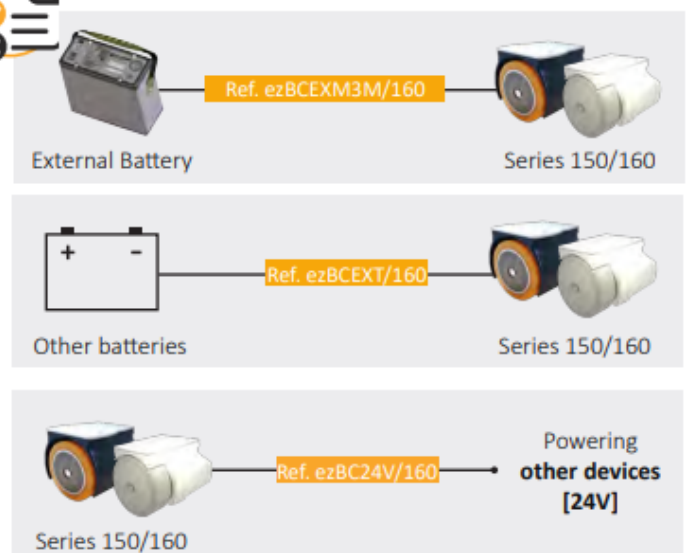 Ref. ezBCEXM3M/160
External Battery
Series 150/160
+ -
Ref. ezBCEXT/160
Other batteries
Series 150/160
Powering
Ref. ezBC24V/160
other devices
[24V]
Series 150/160